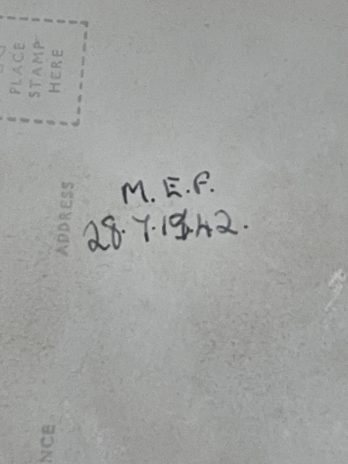 PLACE
STAMP
HERE
ADDRESS
M. E. F.
28. 7. 1942.
NCE